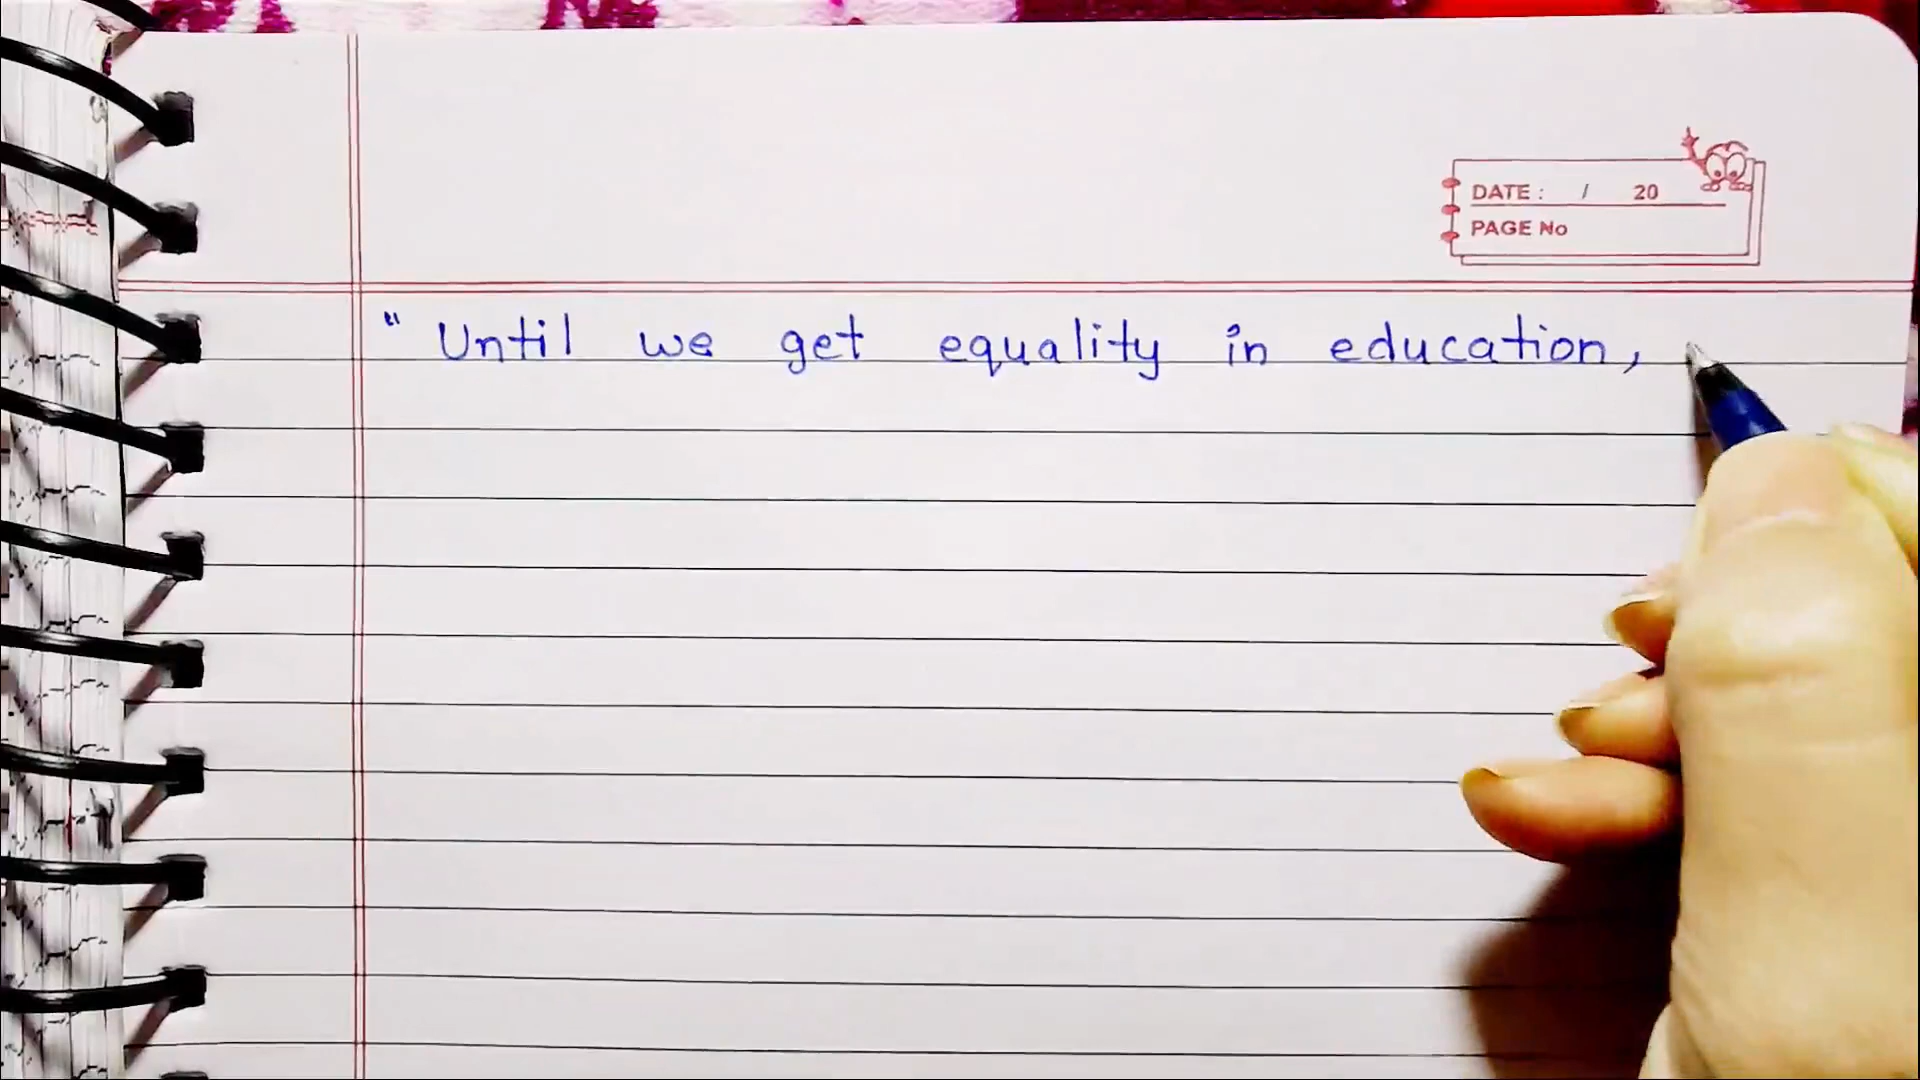 DATE : / 20
PAGE No
" Until we get equality in education,